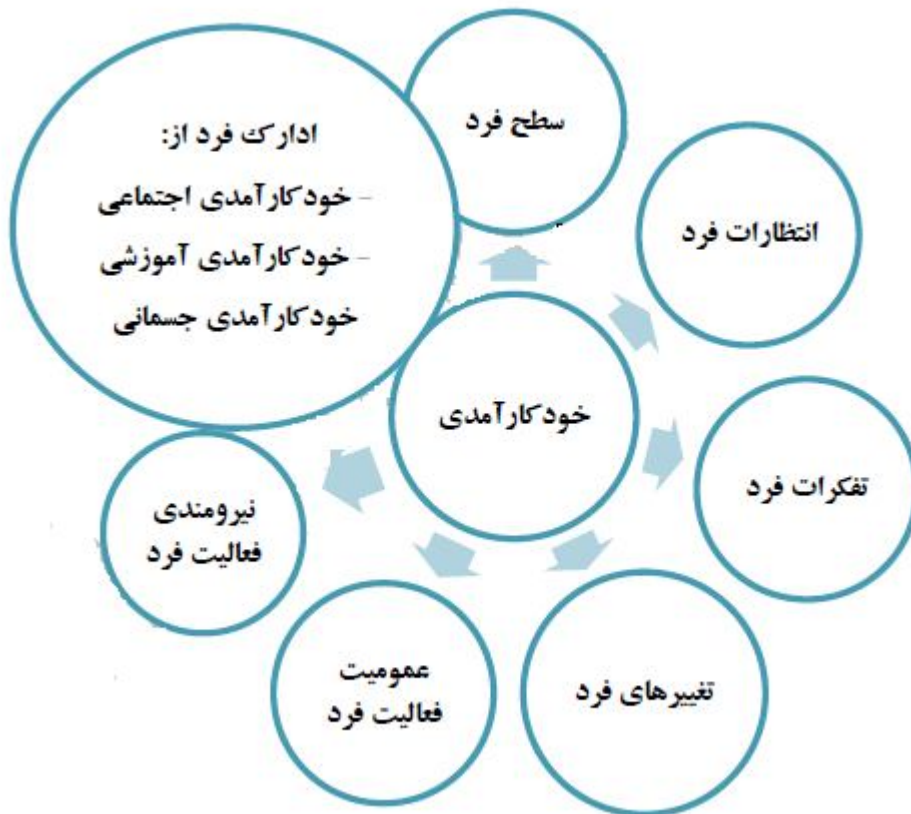 سطح فرد
ادارک فرد از:
- خودکارآمدی اجتماعی
- خودکارآمدی آموزشی
خودکارآمدی جسمانی
انتظارات فرد
خودکارآمدی
تفکرات فرد
نیرومندی
فعالیت فرد
عمومیت
فعالیت فرد
تغییرهای فرد